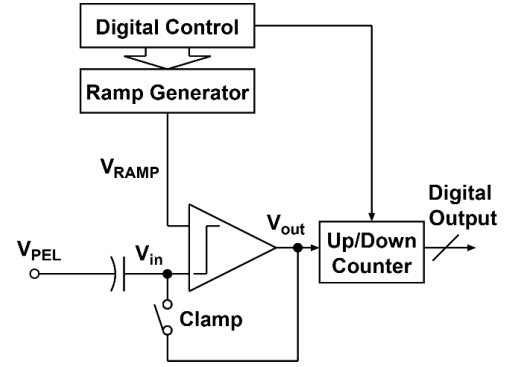 Digital Control
Ramp Generator
VRAMP
Digital
Output
Vout
VPEL
Vin
Up/Down
Counter
Clamp